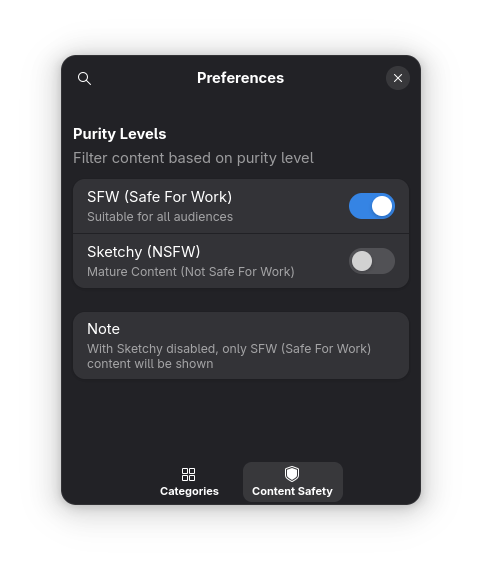 Preferences
Purity Levels
Filter content based on purity level
SFW (Safe For Work)
Suitable for all audiences
Sketchy (NSFW)
Mature Content (Not Safe For Work)
Note
With Sketchy disabled, only SFW (Safe For Work)
content will be shown
Categories
Content Safety